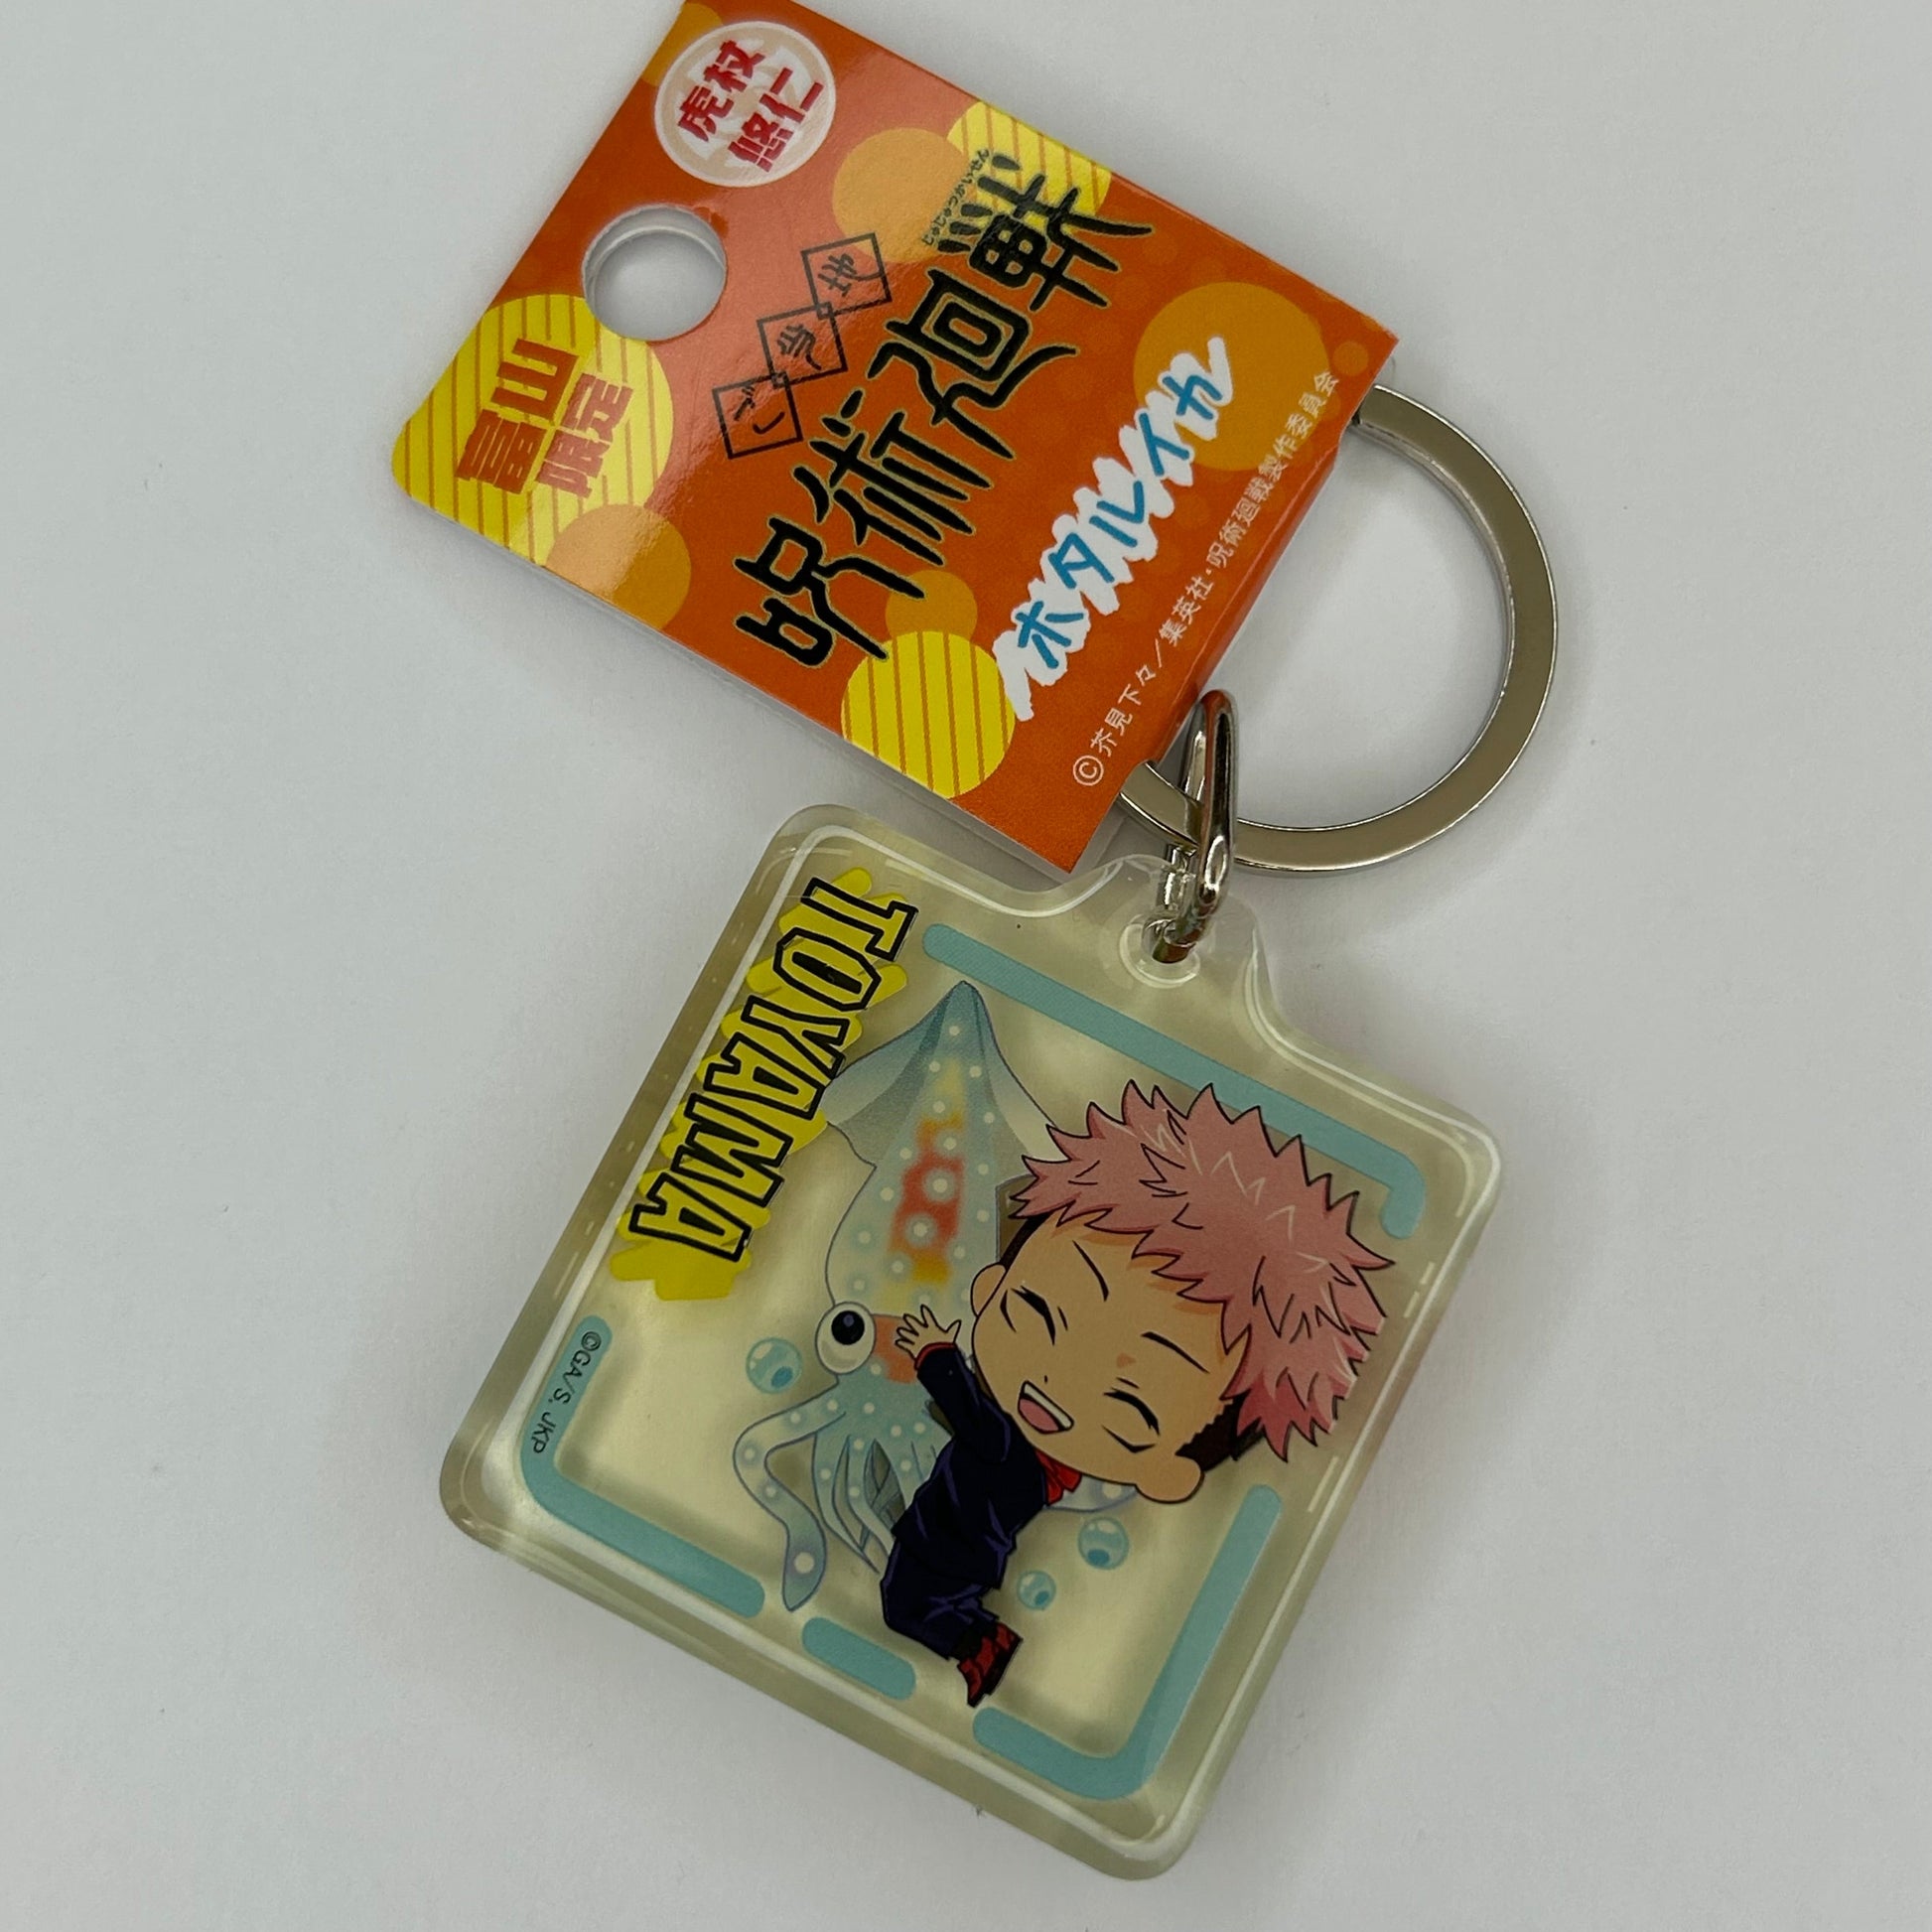 虎杖
悠仁
富山
限定
ご当地
じゅじゅつかいせん
呪術廻戦
ホタルイカ
©芥見下々／集英社・呪術廻戦製作委員会
TOYAMA
©GA/S, JKP